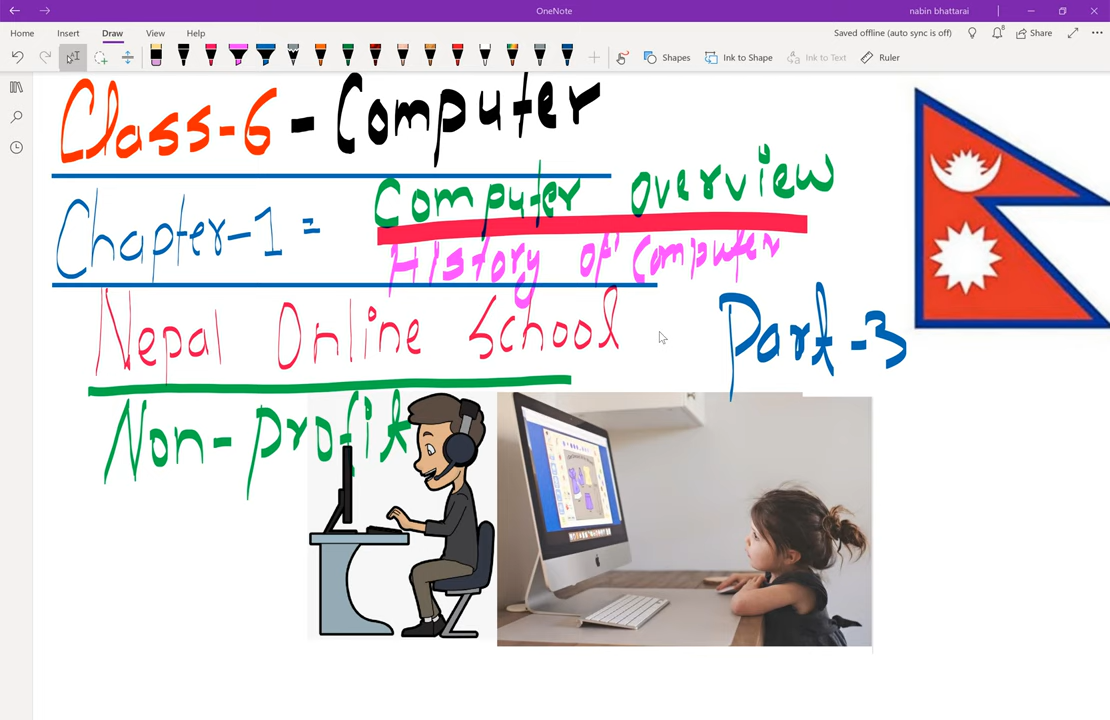 OneNote
nabin bhattarai
Home Insert Draw View Help
Saved offline (auto sync is off)
Share
Shapes
Ink to Shape
Ink to Text
Ruler
Class-6-Computer
Chapter-1 = Computer overview
History of Computer
Nepal Online School
Part-3
Non-profit